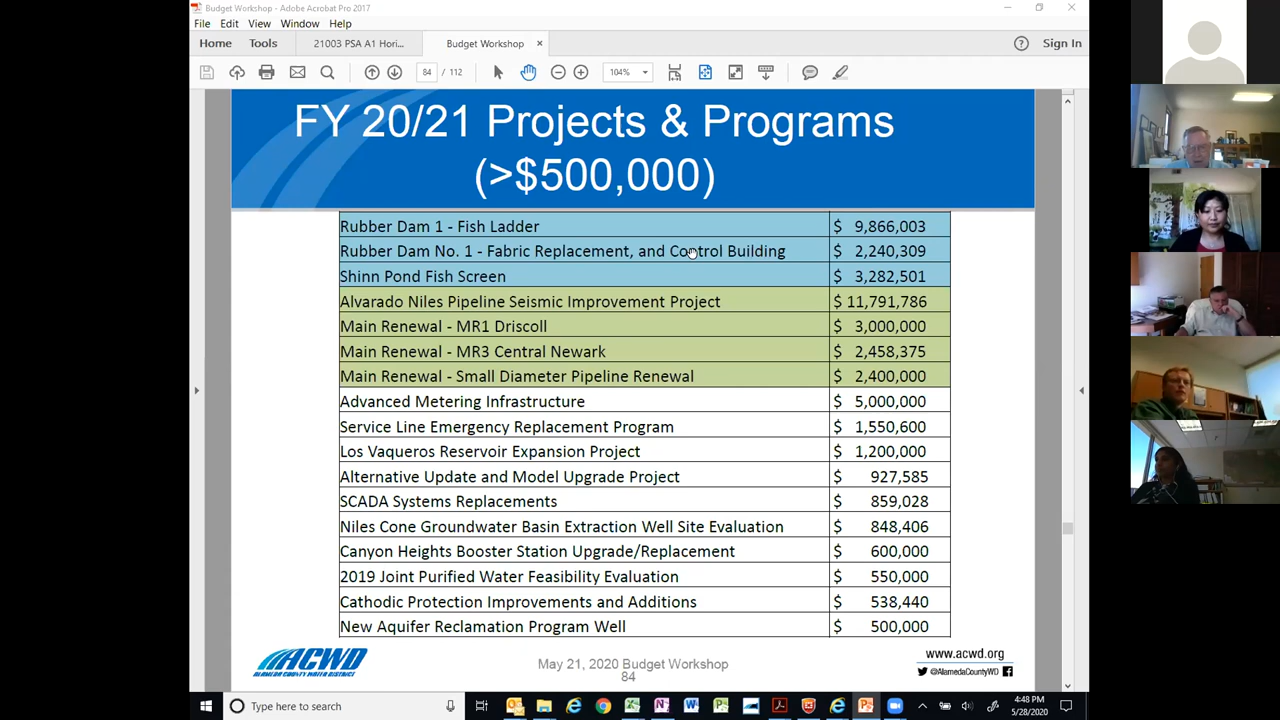 Budget Workshop - Adobe Acrobat Pro 2017
File Edit View Window Help
Home Tools 21003 PSA A1 Hori... Budget Workshop × Sign In
84 / 112 104%
FY 20/21 Projects & Programs
(>$500,000)
Rubber Dam 1 - Fish Ladder $ 9,866,003
Rubber Dam No. 1 - Fabric Replacement, and Control Building $ 2,240,309
Shinn Pond Fish Screen $ 3,282,501
Alvarado Niles Pipeline Seismic Improvement Project $ 11,791,786
Main Renewal - MR1 Driscoll $ 3,000,000
Main Renewal - MR3 Central Newark $ 2,458,375
Main Renewal - Small Diameter Pipeline Renewal $ 2,400,000
Advanced Metering Infrastructure $ 5,000,000
Service Line Emergency Replacement Program $ 1,550,600
Los Vaqueros Reservoir Expansion Project $ 1,200,000
Alternative Update and Model Upgrade Project $ 927,585
SCADA Systems Replacements $ 859,028
Niles Cone Groundwater Basin Extraction Well Site Evaluation $ 848,406
Canyon Heights Booster Station Upgrade/Replacement $ 600,000
2019 Joint Purified Water Feasibility Evaluation $ 550,000
Cathodic Protection Improvements and Additions $ 538,440
New Aquifer Reclamation Program Well $ 500,000
ACWD
ALAMEDA COUNTY WATER DISTRICT
May 21, 2020 Budget Workshop
84
www.acwd.org
@AlamedaCountyWD
Type here to search
4:48 PM
5/28/2020